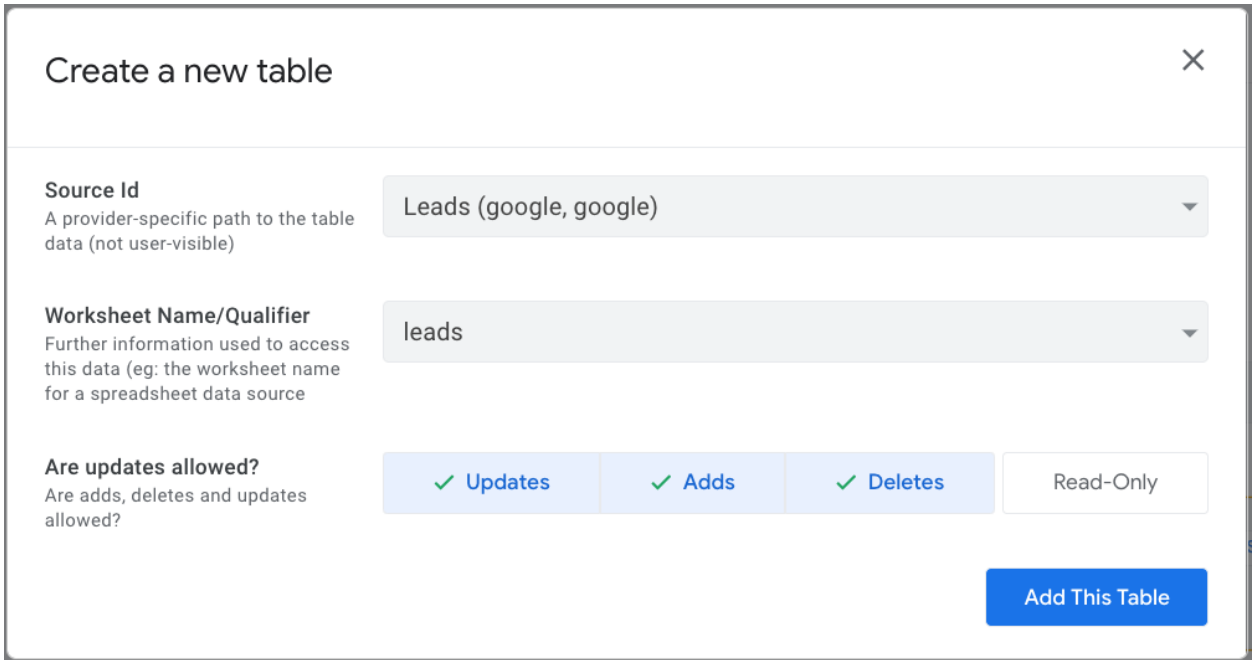 Create a new table
Source Id
A provider-specific path to the table
data (not user-visible)
Leads (google, google)
Worksheet Name/Qualifier
Further information used to access
this data (eg: the worksheet name
for a spreadsheet data source
leads
Are updates allowed?
Are adds, deletes and updates
allowed?
Updates
Adds
Deletes
Read-Only
Add This Table